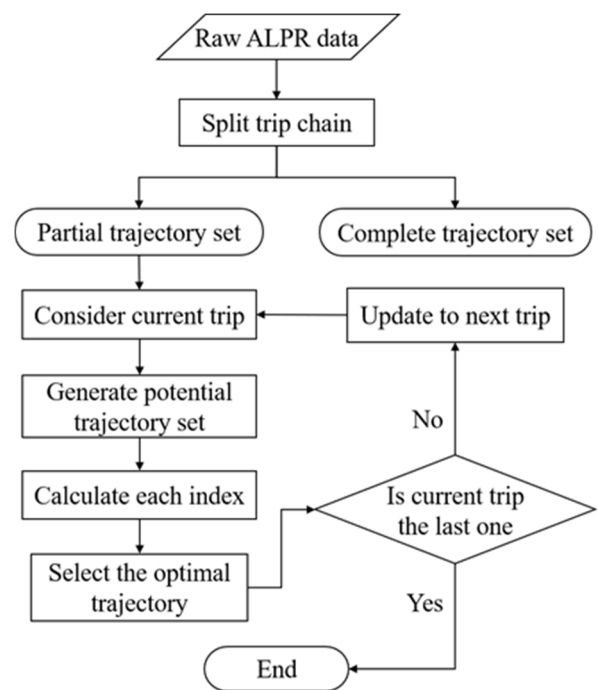 Raw ALPR data
Split trip chain
Partial trajectory set
Complete trajectory set
Consider current trip
Update to next trip
Generate potential
trajectory set
No
Calculate each index
Is current trip
the last one
Select the optimal
trajectory
Yes
End